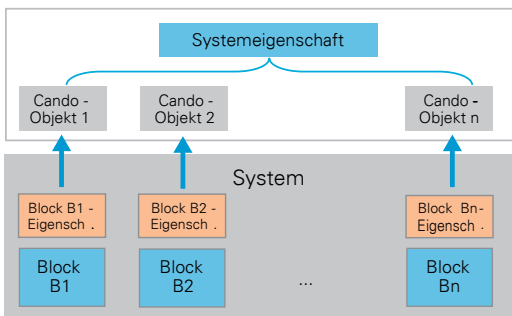 Systemeigenschaft
Cando -
Objekt 1
Cando -
Objekt 2
Cando -
Objekt n
System
Block B1 -
Eigensch .
Block B2 -
Eigensch .
Block Bn-
Eigensch .
Block
B1
Block
B2
...
Block
Bn